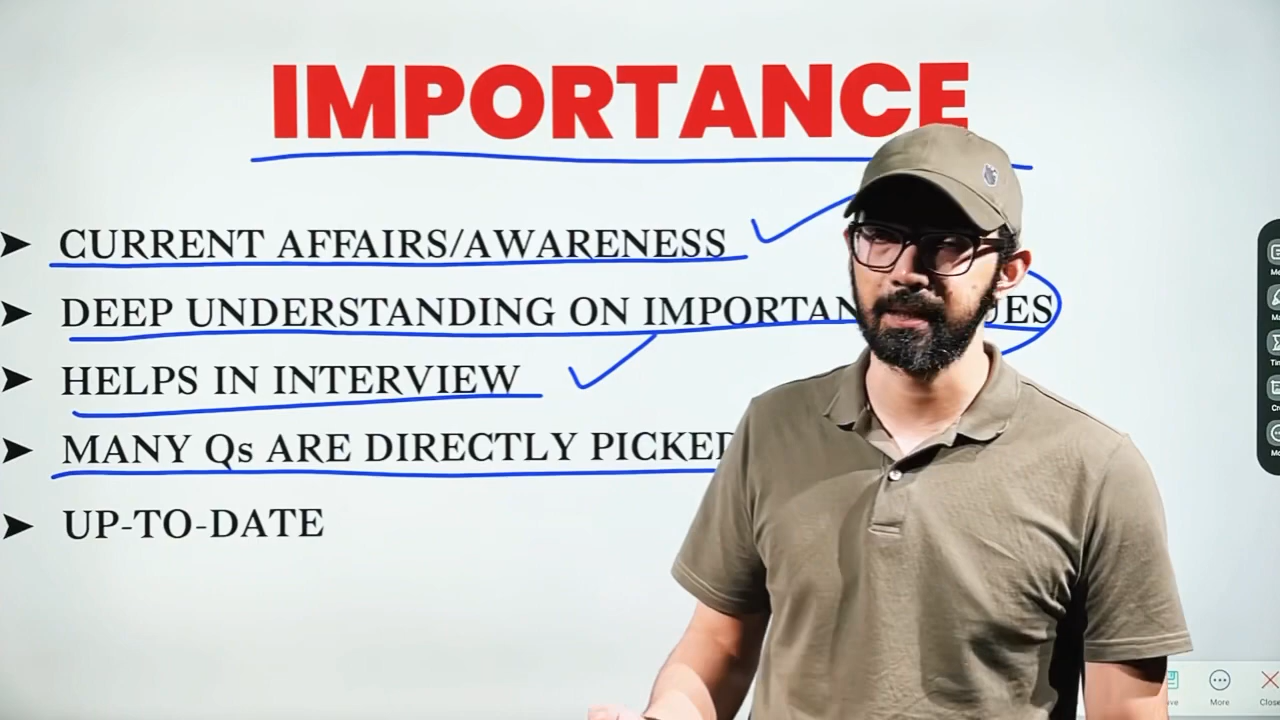 IMPORTANCE
➤ CURRENT AFFAIRS/AWARENESS
➤ DEEP UNDERSTANDING ON
➤ HELPS IN INTERVIEW
➤ MANY Qs ARE DIRECTLY PICKED
➤ UP-TO-DATE
More